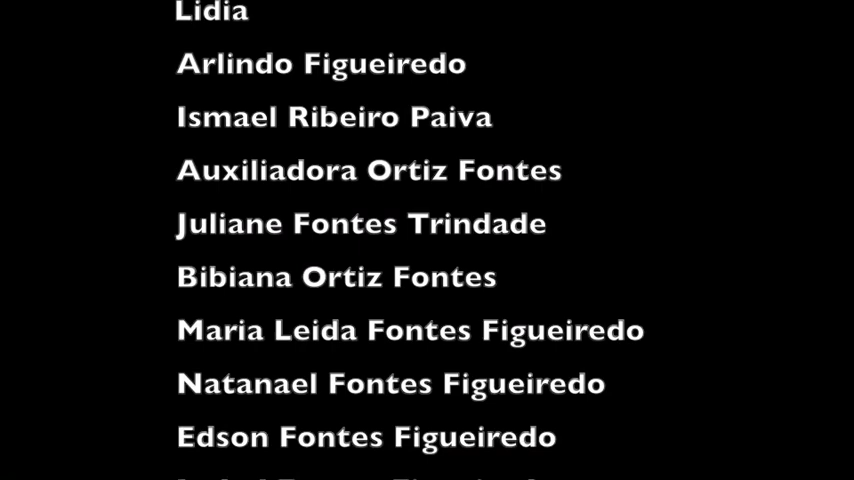 Lidia
Arlindo Figueiredo
Ismael Ribeiro Paiva
Auxiliadora Ortiz Fontes
Juliane Fontes Trindade
Bibiana Ortiz Fontes
Maria Leida Fontes Figueiredo
Natanael Fontes Figueiredo
Edson Fontes Figueiredo